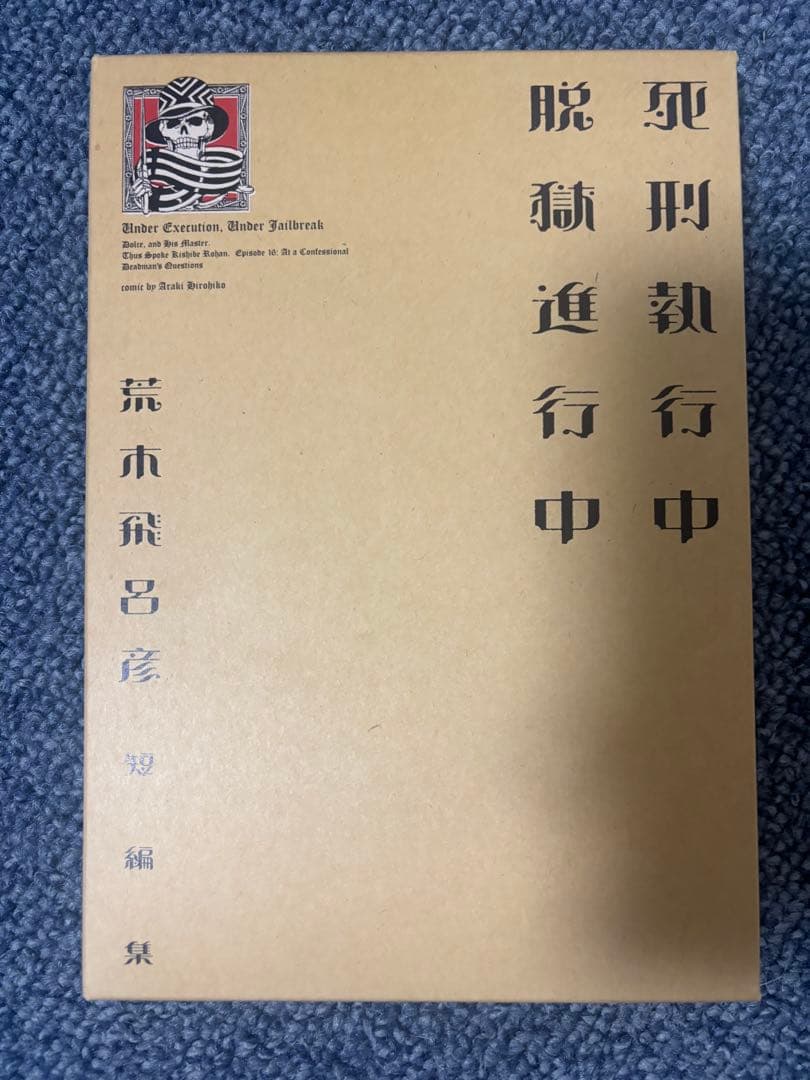 死刑執行中
脱獄進行中
Under Execution, Under Jailbreak
Dolce, and His Master.
Thus Spoke Kishibe Rohan. Episode 16: At a Confessional
Deadman's Questions
comic by Araki Hirohiko
荒木飛呂彦短編集